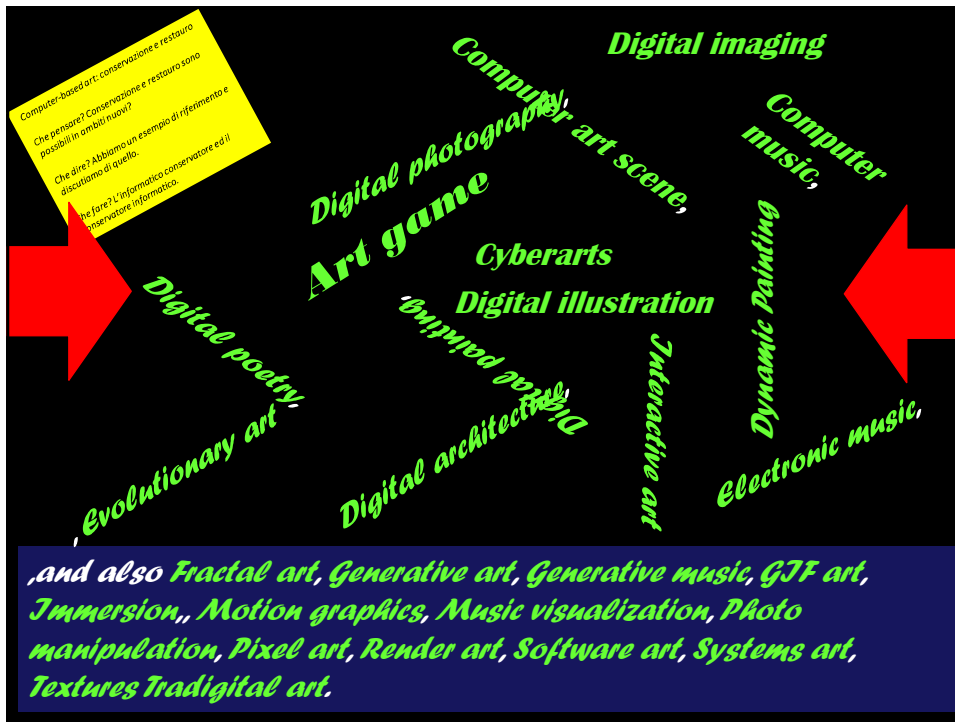 Computer-based art: conservazione e restauro
Che pensare? Conservazione e restauro sono
possibili in ambiti nuovi?
Che dire? Abbiamo un esempio di riferimento e
discutiamo di quello.
he fare? L'informatico conservatore ed il
onservatore informatico.
Digital imaging
Computer art scene,
Computer
music,
Digital photography,
Art game
Cyberarts
Digital illustration
Dynamic Painting
Digital poetry,
Digital painting,
Interactive art
Digital architecture,
Electronic music,
,Evolutionary art
,and also Fractal art, Generative art, Generative music, GIF art,
Immersion,, Motion graphics, Music visualization, Photo
manipulation, Pixel art, Render art, Software art, Systems art,
Textures Tradigital art.